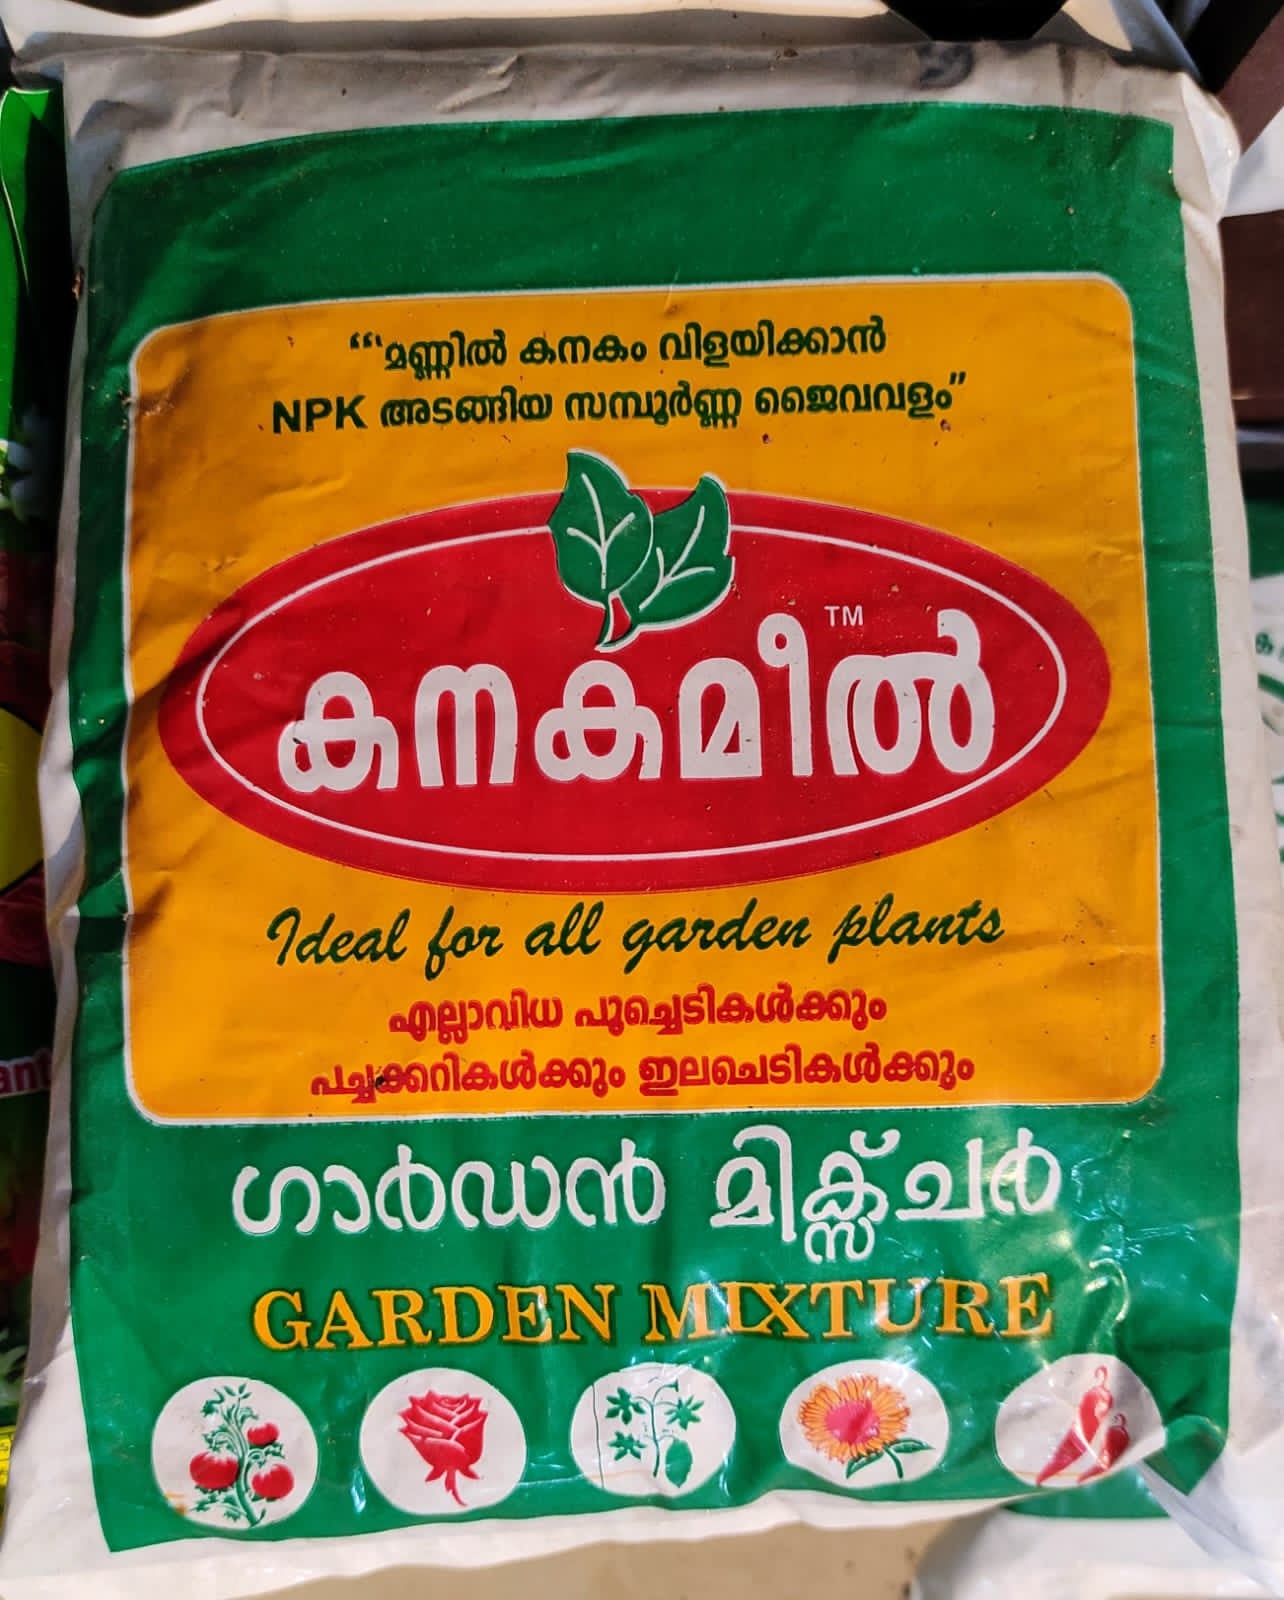 “‘മണ്ണിൽ കനകം വിളയിക്കാൻ
NPK അടങ്ങിയ സമ്പൂർണ്ണ ജൈവവളം”
കനകമീൽ TM
Ideal for all garden plants
എല്ലാവിധ പൂച്ചെടികൾക്കും
പച്ചക്കറികൾക്കും ഇലചെടികൾക്കും
ഗാർഡൻ മിക്സ്ചർ
GARDEN MIXTURE